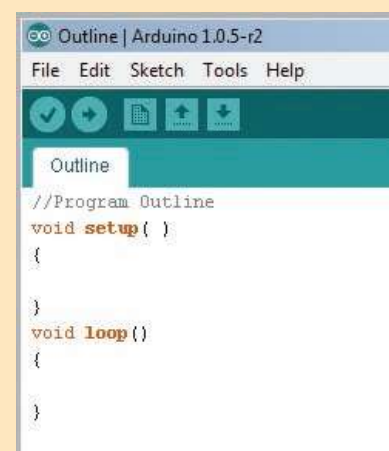 Outline | Arduino 1.0.5-r2
File Edit Sketch Tools Help
Outline
//Program Outline
void setup( )
{
}
void loop()
{
}